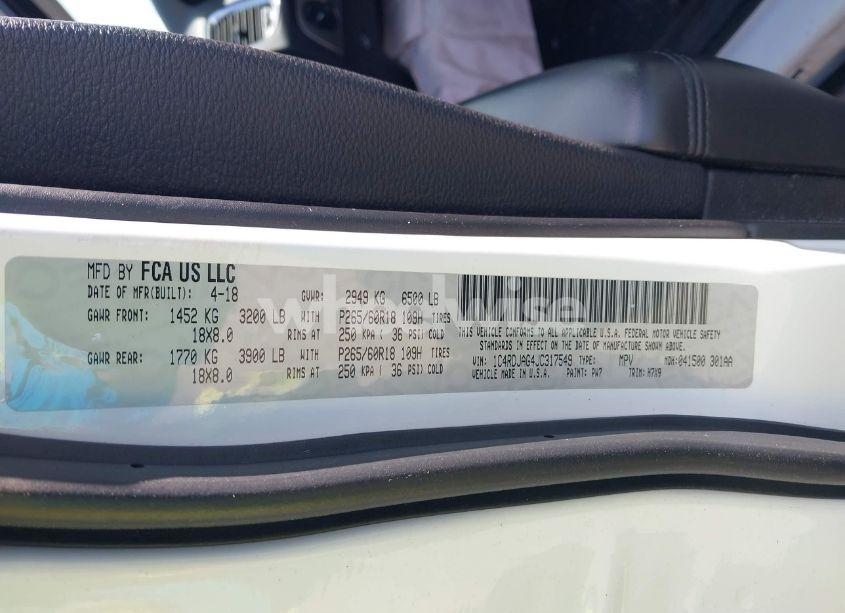 MFD BY FCA US LLC
DATE OF MFR(BUILT): 4-18 GVWR: 2949 KG 6500 LB
GAWR FRONT: 1452 KG 3200 LB WITH P265/60R18 109H TIRES
18X8.0 RIMS AT 250 KPA ( 36 PSI) COLD
GAWR REAR: 1770 KG 3900 LB WITH P265/60R18 109H TIRES
18X8.0 RIMS AT 250 KPA ( 36 PSI) COLD
THIS VEHICLE CONFORMS TO ALL APPLICABLE U.S.A. FEDERAL MOTOR VEHICLE SAFETY
STANDARDS IN EFFECT ON THE DATE OF MANUFACTURE SHOWN ABOVE.
VIN: 1C4RDJAG4JC317549 TYPE: MPV MDH:041500 301AA
VEHICLE MADE IN U.S.A. PAINT: PW7 TRIM: H7X9